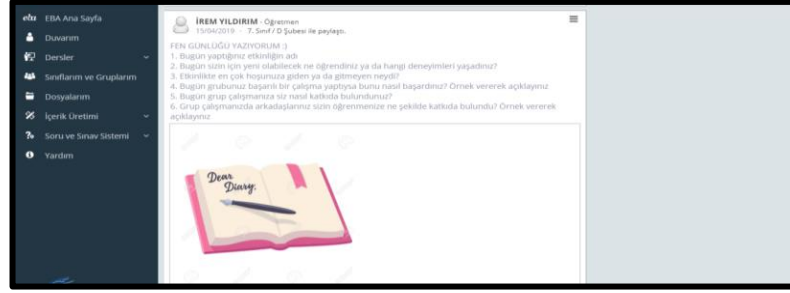 eba EBA Ana Sayfa
Duvarım
Dersler
Sınıflarım ve Gruplarım
Dosyalarım
İçerik Üretimi
Soru ve Sınav Sistemi
Yardım
İREM YILDIRIM - Öğretmen
15/04/2019 - 7. Sınıf / D Şubesi ile paylaştı.
FEN GÜNLÜĞÜ YAZIYORUM :)
1. Bugün yaptığınız etkinliğin adı
2. Bugün sizin için yeni olabilecek ne öğrendiniz ya da hangi deneyimleri yaşadınız?
3. Etkinlikte en çok hoşunuza giden ya da gitmeyen neydi?
4. Bugün grubunuz başarılı bir çalışma yaptıysa bunu nasıl başardınız? Örnek vererek açıklayınız
5. Bugün grup çalışmanıza siz nasıl katkıda bulundunuz?
6. Grup çalışmanızda arkadaşlarınız sizin öğrenmenize ne şekilde katkıda bulundu? Örnek vererek
açıklayınız
Dear
Diary,